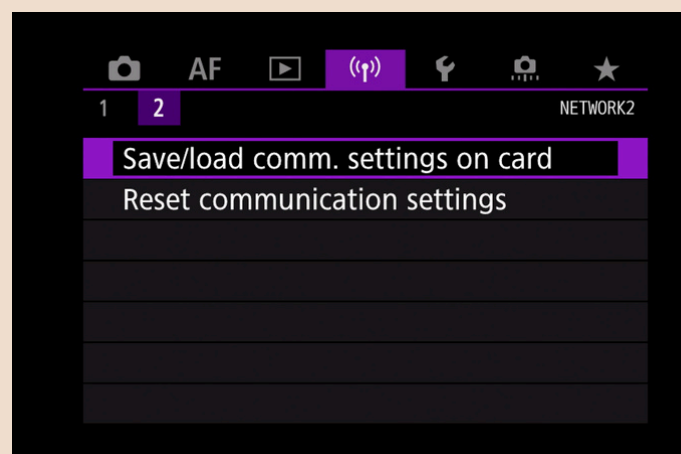 AF
1 2 NETWORK2
Save/load comm. settings on card
Reset communication settings